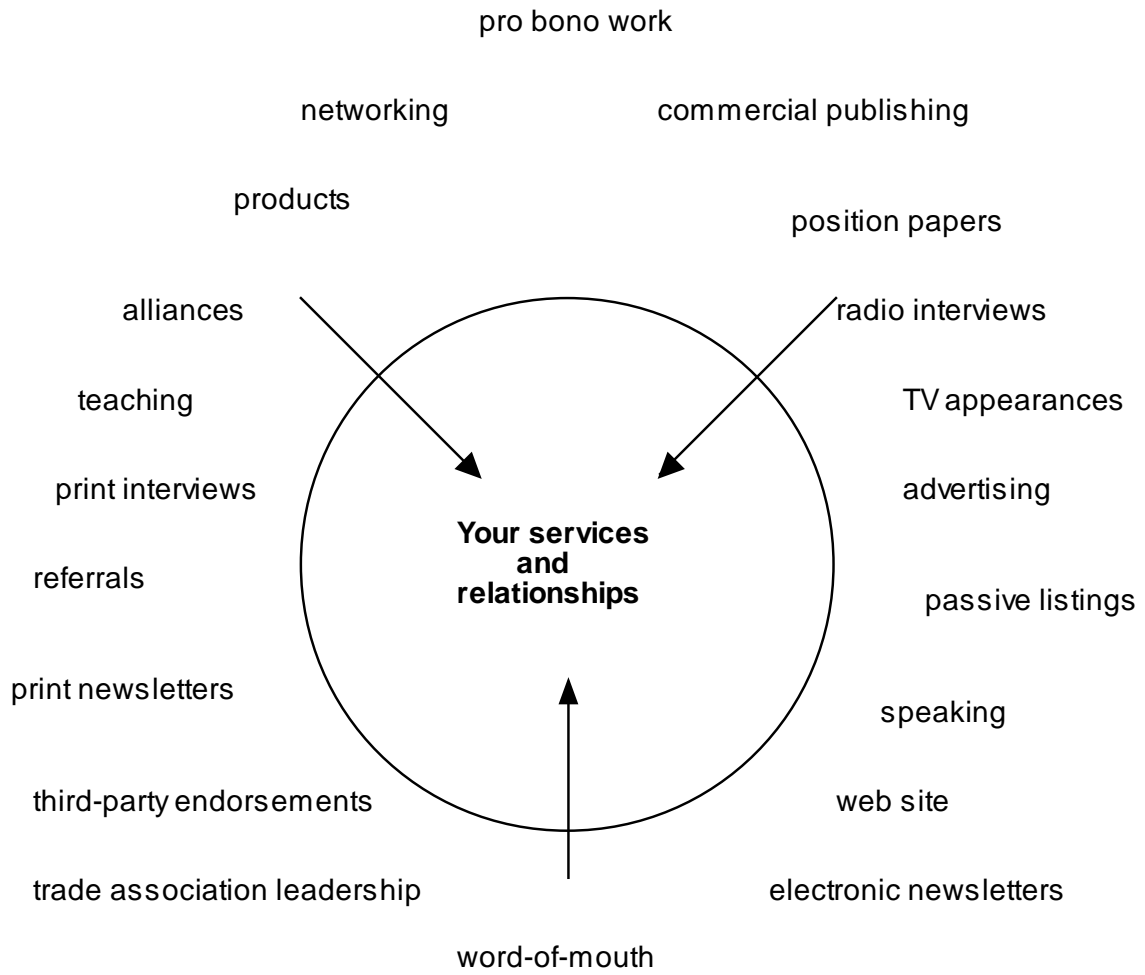 pro bono work
networking
commercial publishing
products
position papers
alliances
radio interviews
teaching
TV appearances
print interviews
advertising
Your services
and
relationships
referrals
passive listings
print newsletters
speaking
third-party endorsements
web site
trade association leadership
electronic newsletters
word-of-mouth